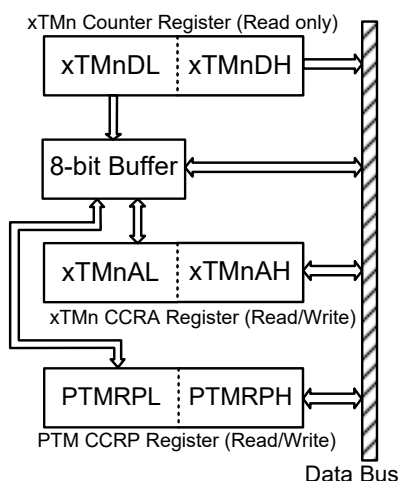 xTMn Counter Register (Read only)
xTMnDL xTMnDH
8-bit Buffer
xTMnAL xTMnAH
xTMn CCRA Register (Read/Write)
PTMRPL PTMRPH
PTM CCRP Register (Read/Write)
Data Bus